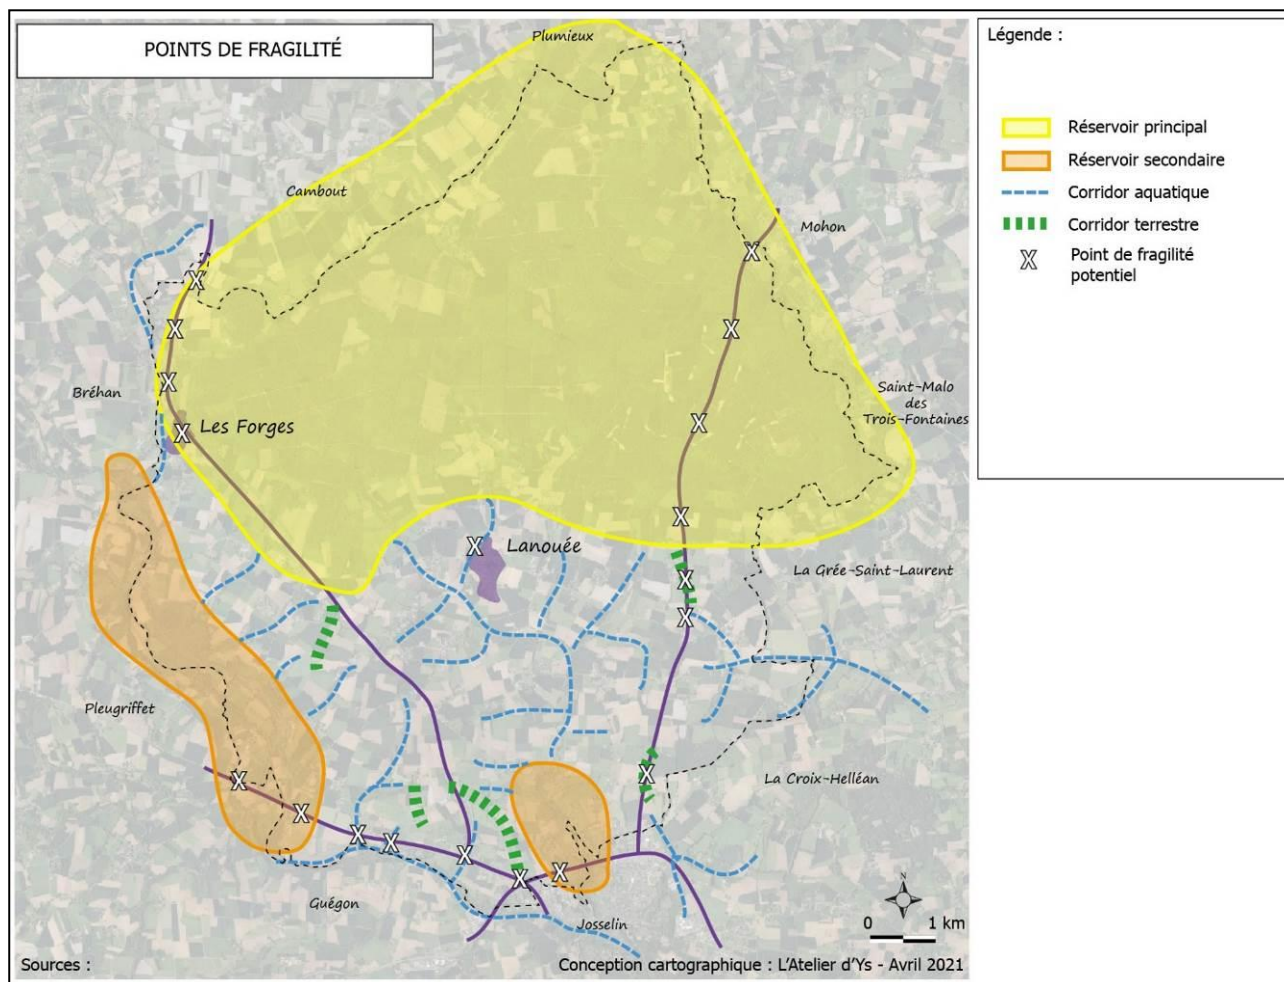 POINTS DE FRAGILITÉ
Légende :
Réservoir principal
Réservoir secondaire
Corridor aquatique
Corridor terrestre
X
Point de fragilité
potentiel
Plumieux
Cambout
Mohon
X
X
X
X
X
Bréhan
Saint-Malo
des
Trois-Fontaines
X
Les Forges
X
X
X
Lanouée
La Grée-Saint-Laurent
X
X
Pleugriffet
X
La Croix-Helléan
X
X
X
X
X
X
X
Guégon
Josselin
N
0 1 km
Sources :
Conception cartographique : L'Atelier d'Ys - Avril 2021